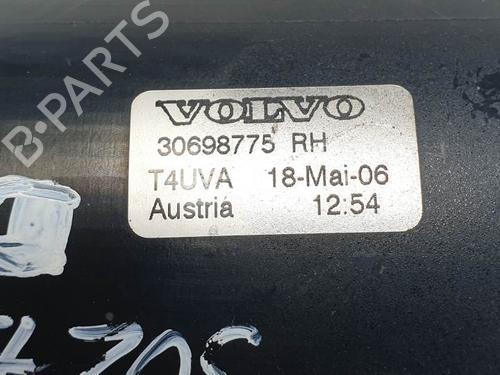 VOLVO
30698775 RH
T4UVA 18-Mai-06
Austria 12:54
B-PARTS